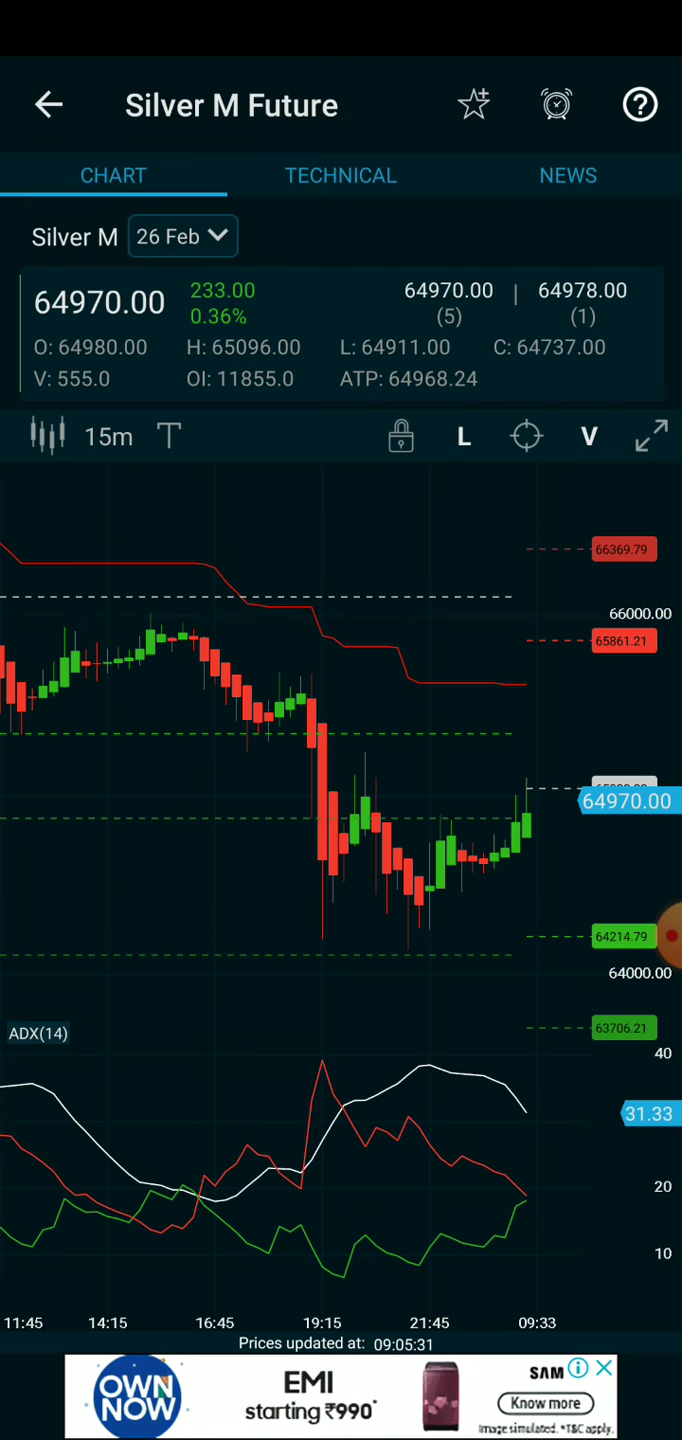 Silver M Future
CHART
TECHNICAL
NEWS
Silver M
26 Feb
64970.00
233.00
0.36%
64970.00
(5)
|
64978.00
(1)
O: 64980.00
H: 65096.00
L: 64911.00
C: 64737.00
V: 555.0
OI: 11855.0
ATP: 64968.24
15m
T
L
V
66369.79
66000.00
65861.21
64970.00
64214.79
64000.00
63706.21
ADX(14)
40
31.33
20
10
11:45
14:15
16:45
19:15
21:45
09:33
Prices updated at: 09:05:31
OWN
NOW
EMI
starting ₹990*
SAM
Know more
Image simulated. *T&C apply.